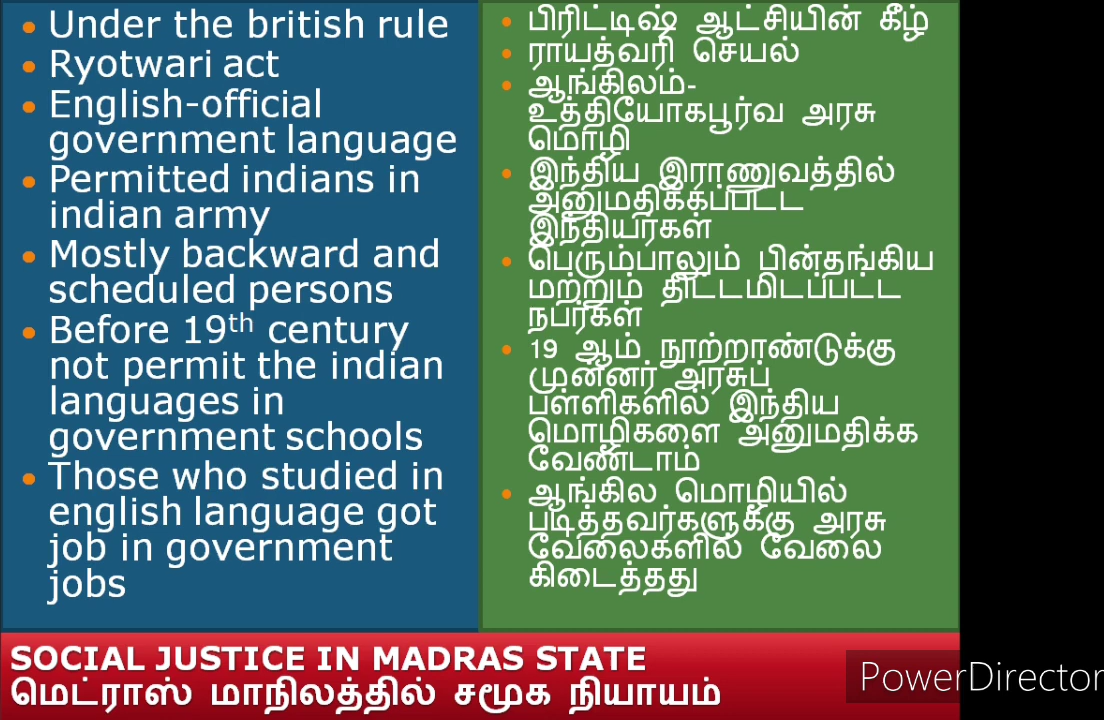 Under the british rule
Ryotwari act
English-official
government language
Permitted indians in
indian army
Mostly backward and
scheduled persons
Before 19th century
not permit the indian
languages in
government schools
Those who studied in
english language got
job in government
jobs
பிரிட்டிஷ் ஆட்சியின் கீழ்
ராயத்வரி செயல்
ஆங்கிலம்-
உத்தியோகபூர்வ அரசு
மொழி
இந்திய இராணுவத்தில்
அனுமதிக்கப்பட்ட
இந்தியர்கள்
பெரும்பாலும் பின்தங்கிய
மற்றும் திட்டமிடப்பட்ட
நபர்கள்
19 ஆம் நூற்றாண்டுக்கு
முன்னர் அரசுப்
பள்ளிகளில் இந்திய
மொழிகளை அனுமதிக்க
வேண்டாம்
ஆங்கில மொழியில்
படித்தவர்களுக்கு அரசு
வேலைகளில் வேலை
கிடைத்தது
SOCIAL JUSTICE IN MADRAS STATE
மெட்ராஸ் மாநிலத்தில் சமூக நியாயம்
PowerDirector